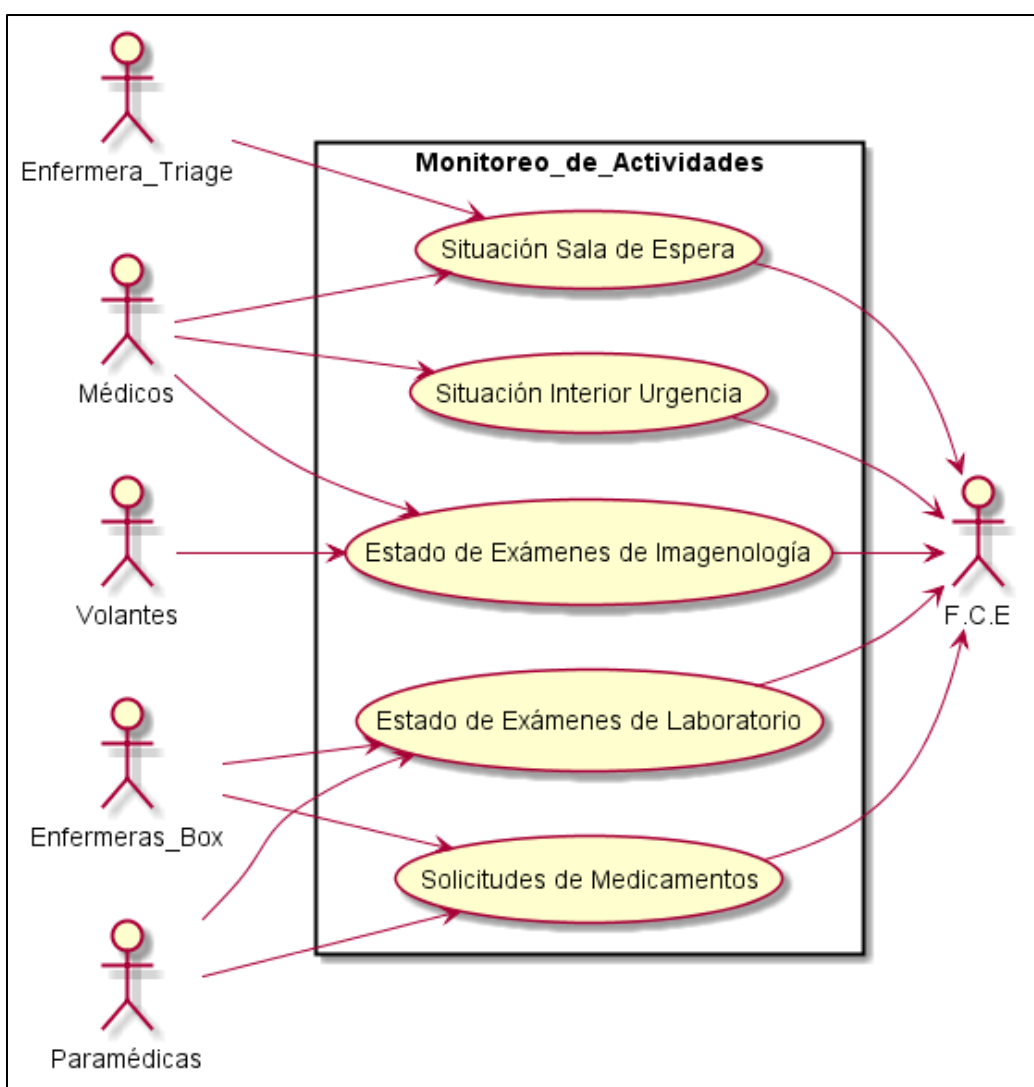 Enfermera_Triage
Monitoreo_de_Actividades
Situación Sala de Espera
Médicos
Situación Interior Urgencia
Volantes
Estado de Exámenes de Imagenología
F.C.E
Enfermeras_Box
Estado de Exámenes de Laboratorio
Solicitudes de Medicamentos
Paramédicas